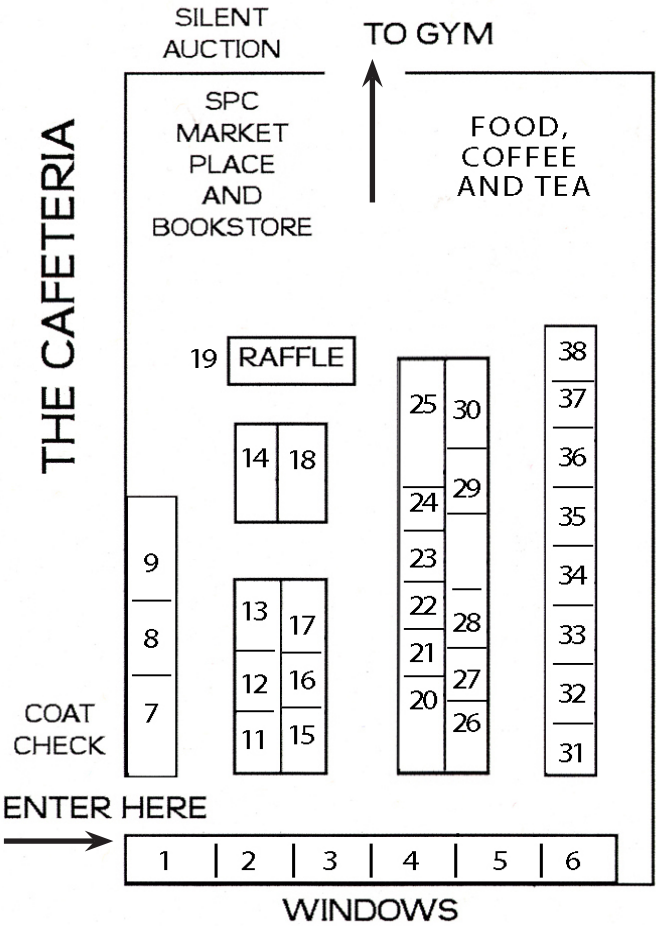 SILENT
AUCTION
TO GYM
THE CAFETERIA
SPC
MARKET
PLACE
AND
BOOKSTORE
FOOD,
COFFEE
AND TEA
19 RAFFLE
14 18
13 17
12 16
11 15
9
8
7
25 30
24 29
23
22 28
21 27
20 26
38
37
36
35
34
33
32
31
COAT
CHECK
ENTER HERE
1 2 3 4 5 6
WINDOWS